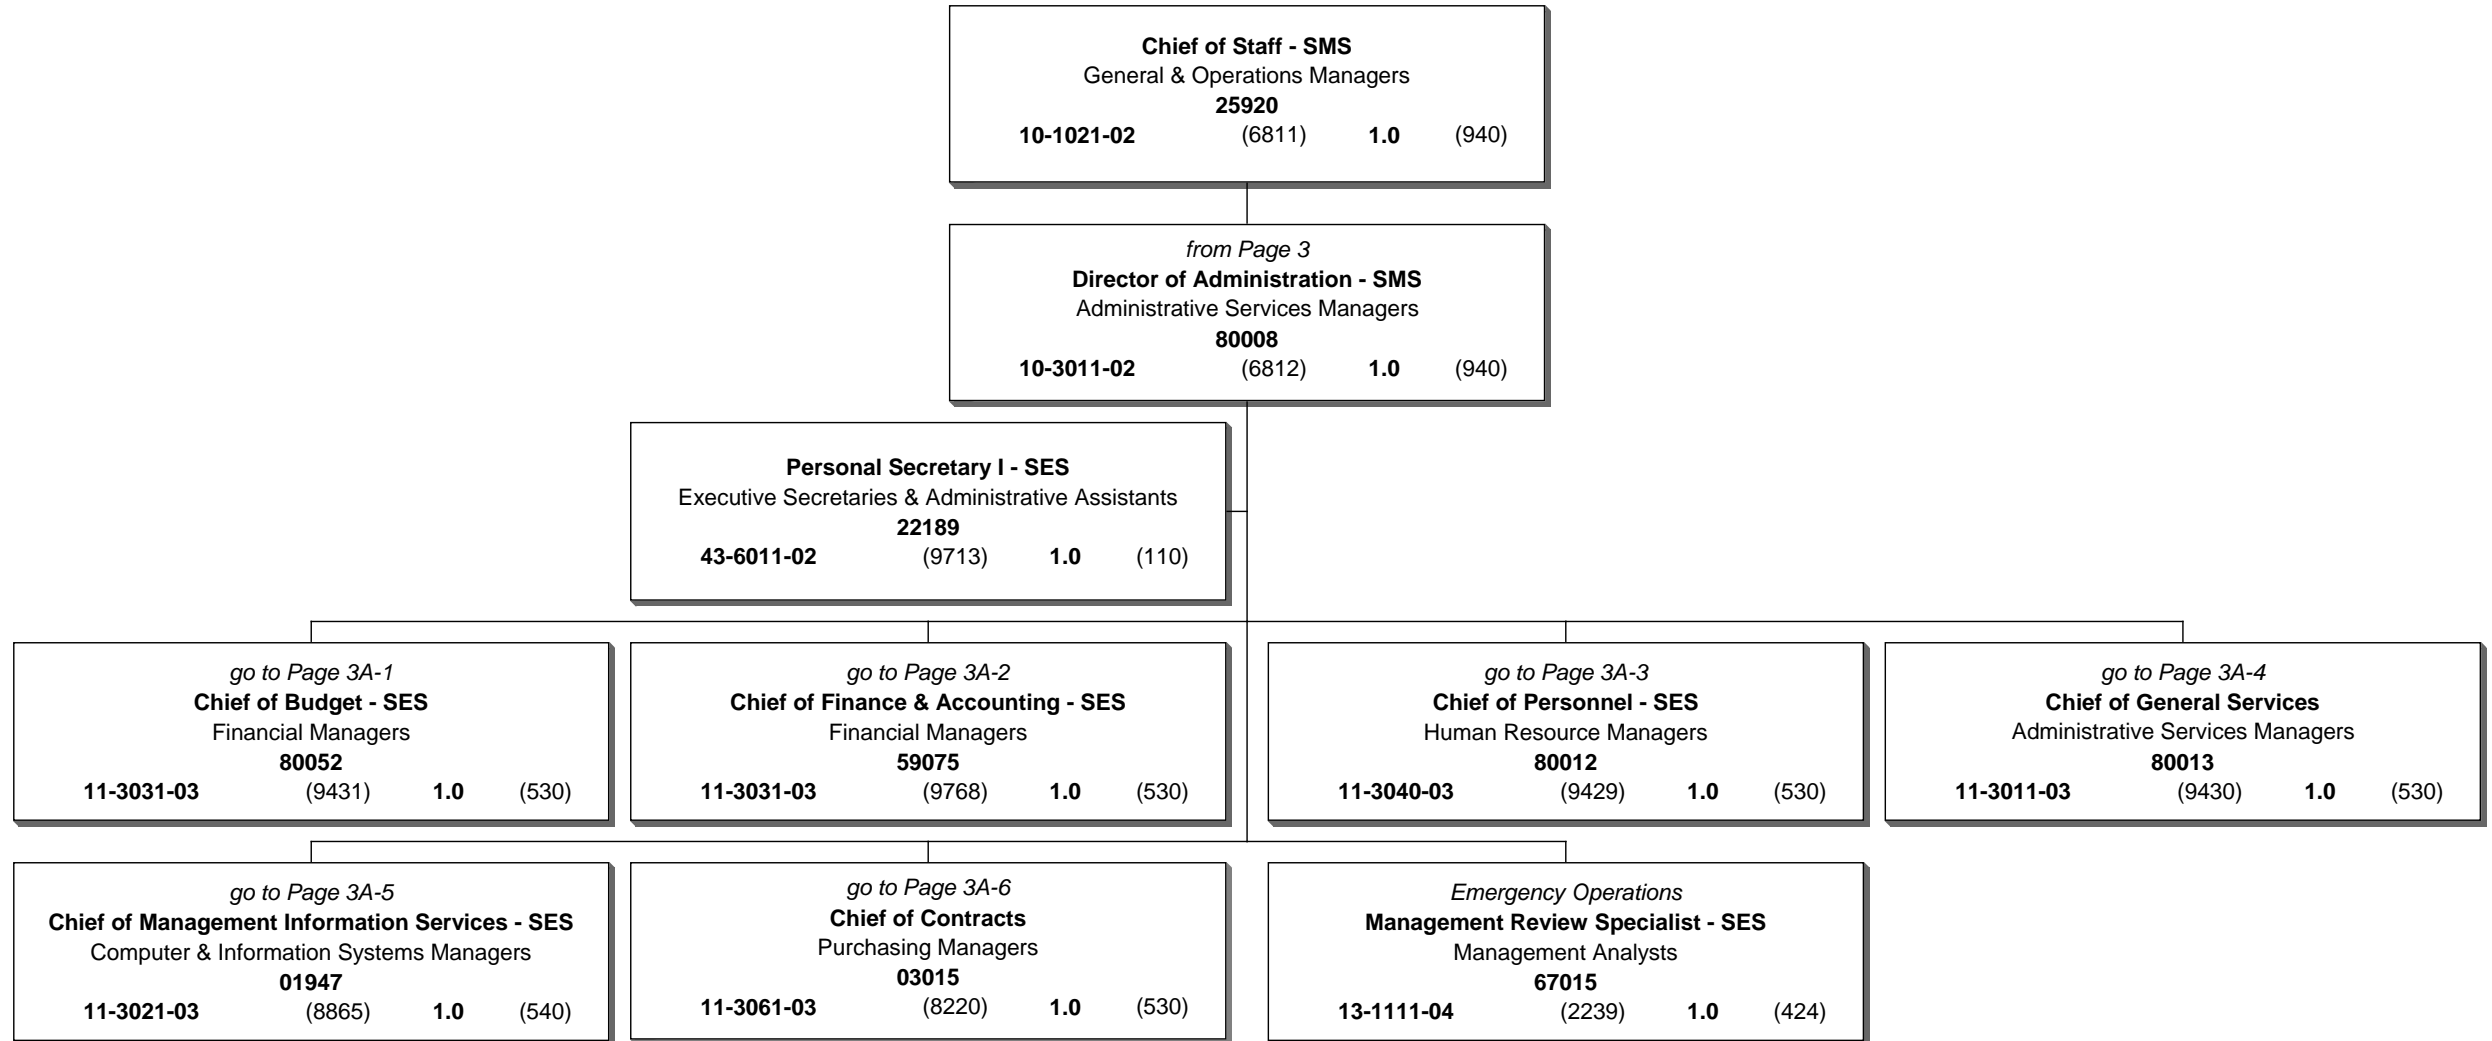 Chief of Staff - SMS
General & Operations Managers
25920
10-1021-02 (6811) 1.0 (940)
from Page 3
Director of Administration - SMS
Administrative Services Managers
80008
10-3011-02 (6812) 1.0 (940)
Personal Secretary I - SES
Executive Secretaries & Administrative Assistants
22189
43-6011-02 (9713) 1.0 (110)
go to Page 3A-1
Chief of Budget - SES
Financial Managers
80052
11-3031-03 (9431) 1.0 (530)
go to Page 3A-2
Chief of Finance & Accounting - SES
Financial Managers
59075
11-3031-03 (9768) 1.0 (530)
go to Page 3A-3
Chief of Personnel - SES
Human Resource Managers
80012
11-3040-03 (9429) 1.0 (530)
go to Page 3A-4
Chief of General Services
Administrative Services Managers
80013
11-3011-03 (9430) 1.0 (530)
go to Page 3A-5
Chief of Management Information Services - SES
Computer & Information Systems Managers
01947
11-3021-03 (8865) 1.0 (540)
go to Page 3A-6
Chief of Contracts
Purchasing Managers
03015
11-3061-03 (8220) 1.0 (530)
Emergency Operations
Management Review Specialist - SES
Management Analysts
67015
13-1111-04 (2239) 1.0 (424)